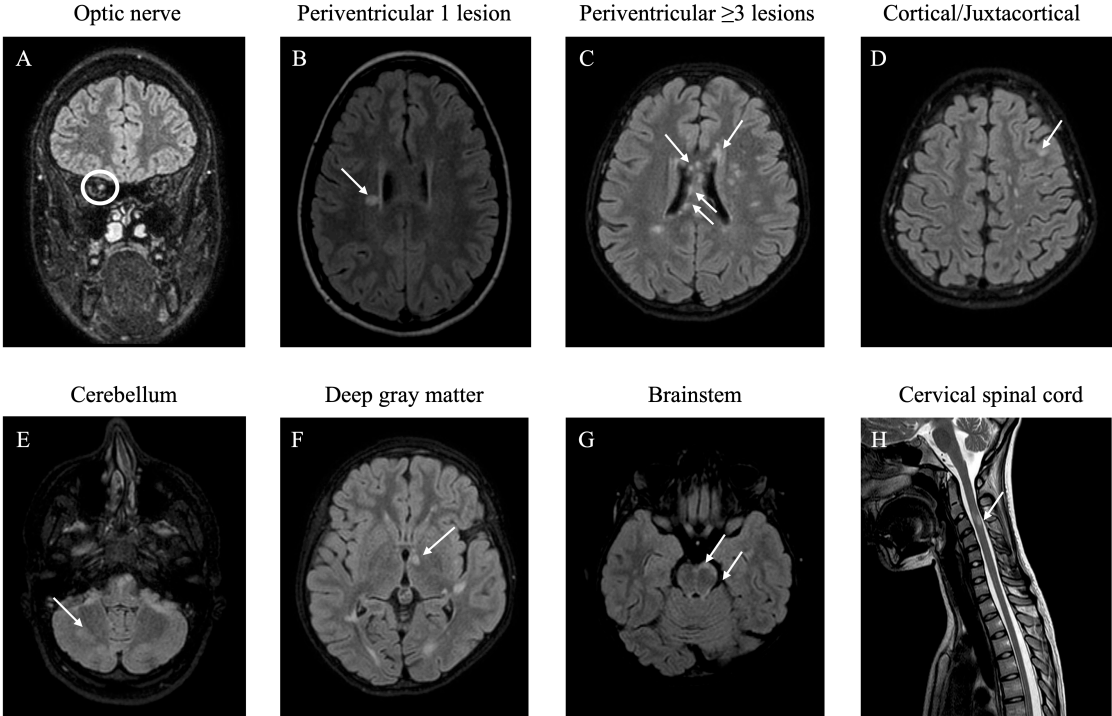 Optic nerve
Periventricular 1 lesion
Periventricular ≥3 lesions
Cortical/Juxtacortical
A
B
C
D
Cerebellum
Deep gray matter
Brainstem
Cervical spinal cord
E
F
G
H